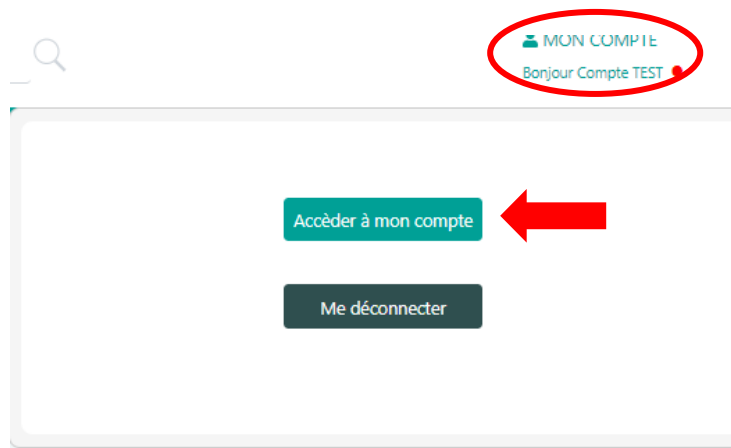 MON COMPTE
Bonjour Compte TEST
Accèder à mon compte
Me déconnecter